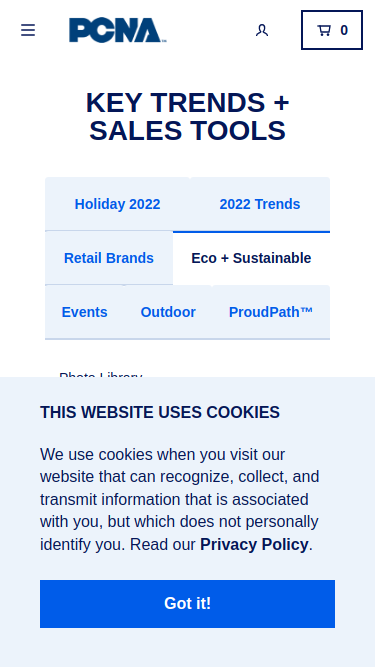 PCNA
0
KEY TRENDS +
SALES TOOLS
Holiday 2022
2022 Trends
Retail Brands
Eco + Sustainable
Events
Outdoor
ProudPath™
Photo Library
THIS WEBSITE USES COOKIES
We use cookies when you visit our
website that can recognize, collect, and
transmit information that is associated
with you, but which does not personally
identify you. Read our Privacy Policy.
Got it!